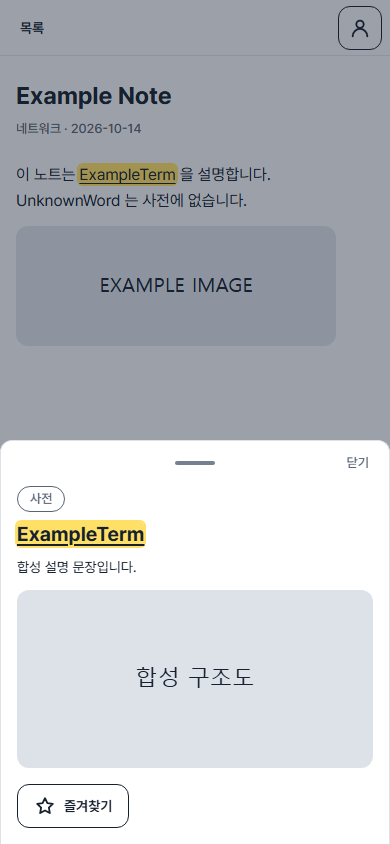 목록
Example Note
네트워크 · 2026-10-14
이 노트는 ExampleTerm 을 설명합니다.
UnknownWord 는 사전에 없습니다.
EXAMPLE IMAGE
닫기
사전
ExampleTerm
합성 설명 문장입니다.
합성 구조도
즐겨찾기